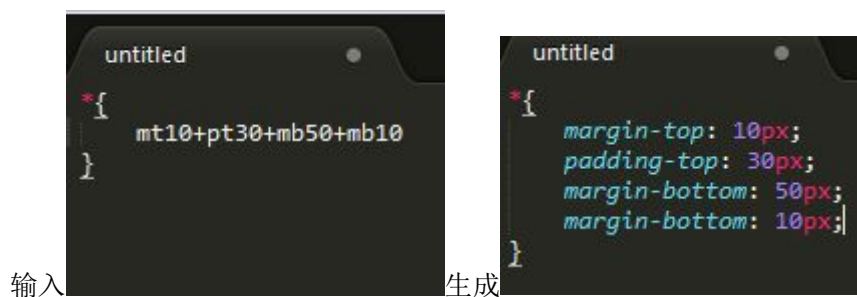 untitled
*{
mt10+pt30+mb50+mb10
}
输入
生成
untitled
*{
margin-top: 10px;
padding-top: 30px;
margin-bottom: 50px;
margin-bottom: 10px;
}